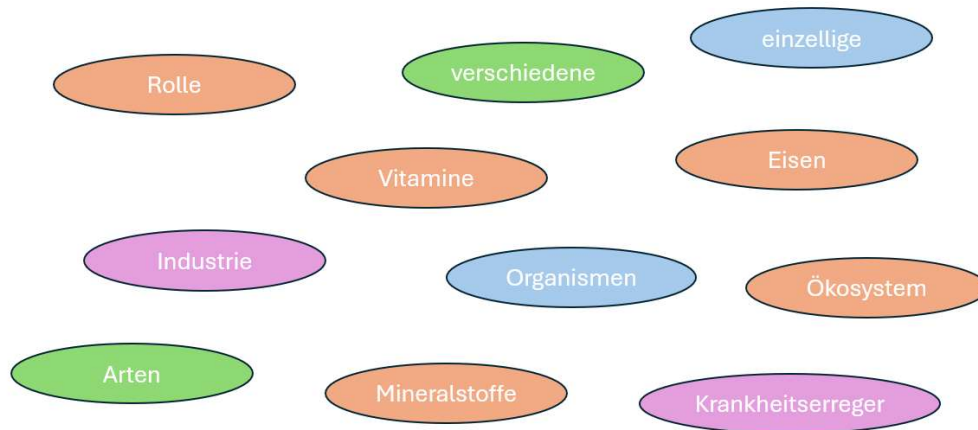 einzellige
verschiedene
Rolle
Eisen
Vitamine
Industrie
Organismen
Ökosystem
Arten
Mineralstoffe
Krankheitserreger